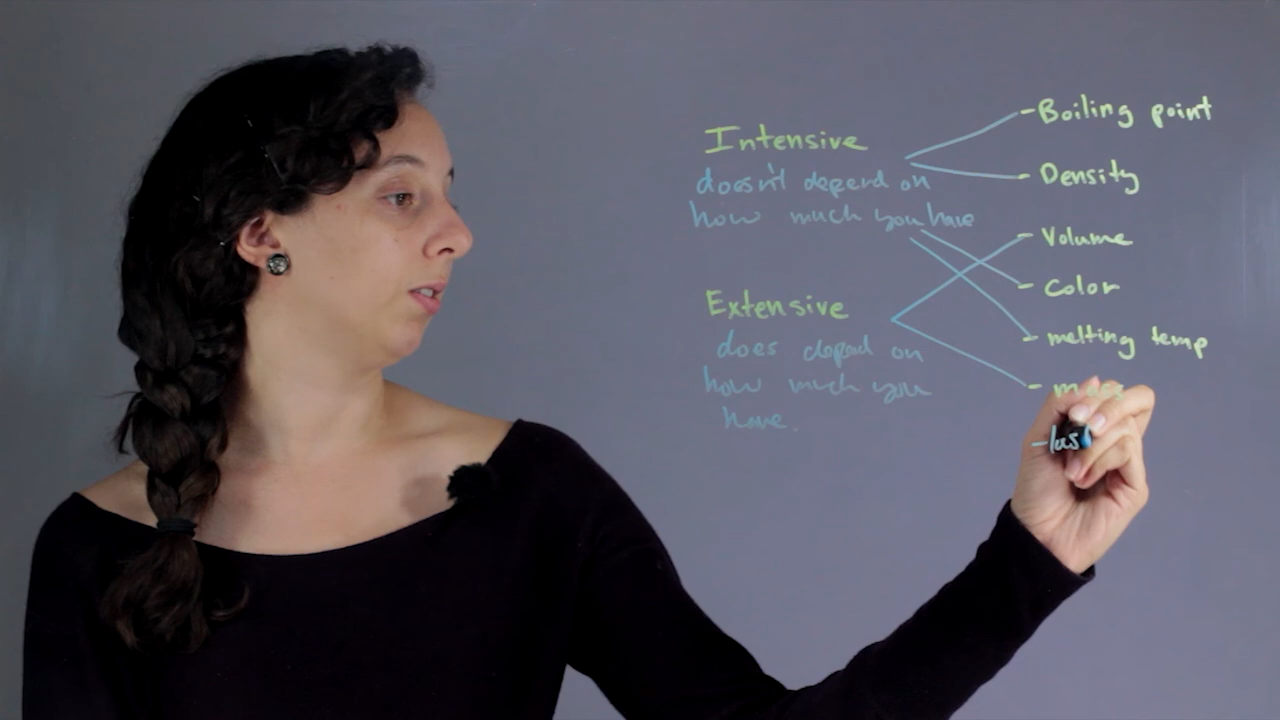 Intensive
doesn't depend on
how much you have
Extensive
does depend on
how much you
have.
- Boiling point
- Density
- Volume
- Color
- melting temp
- mass